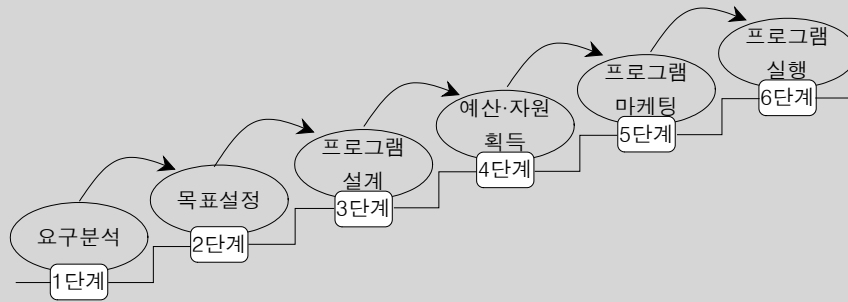 요구분석
1단계
목표설정
2단계
프로그램
설계
3단계
예산·자원
획득
4단계
프로그램
마케팅
5단계
프로그램
실행
6단계